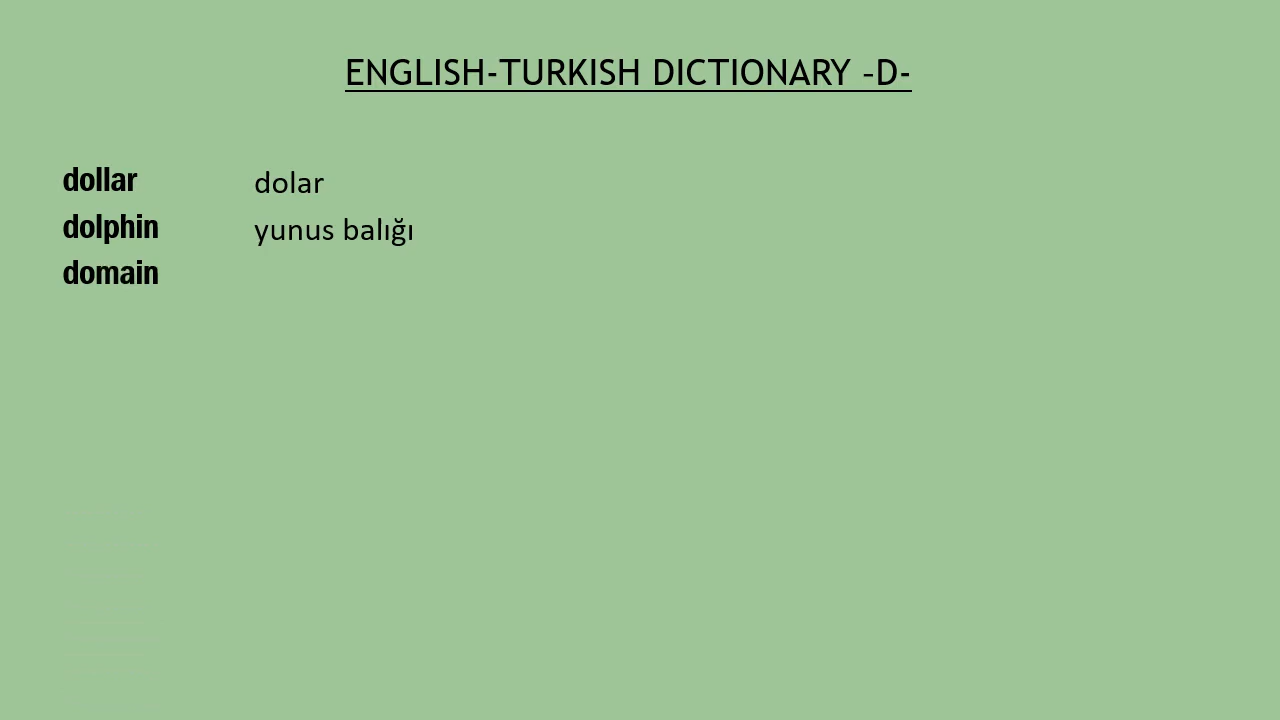 ENGLISH-TURKISH DICTIONARY –D-
dollar dolar
dolphin yunus balığı
domain